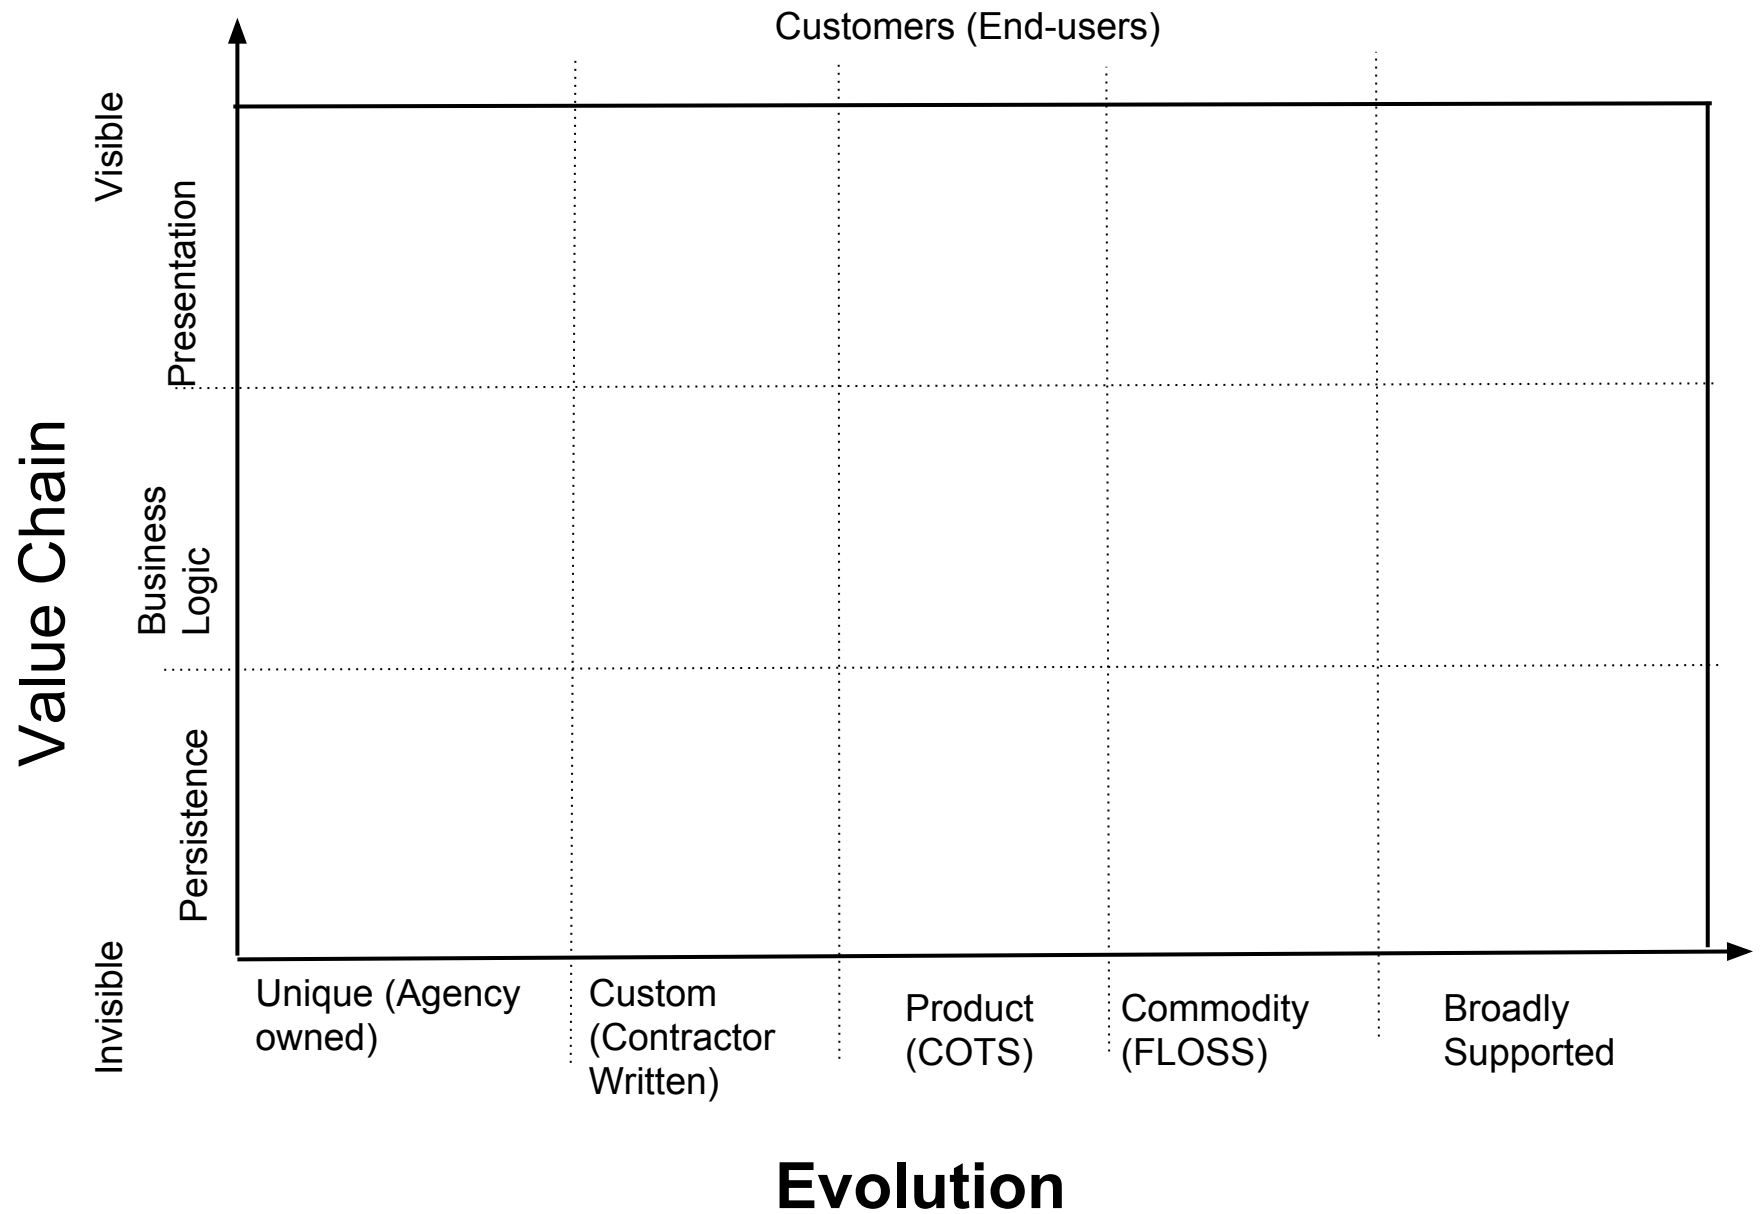 Customers (End-users)
Visible
Presentation
Value Chain
Business
Logic
Persistence
Invisible
Unique (Agency
owned)
Custom
(Contractor
Written)
Product
(COTS)
Commodity
(FLOSS)
Broadly
Supported
Evolution